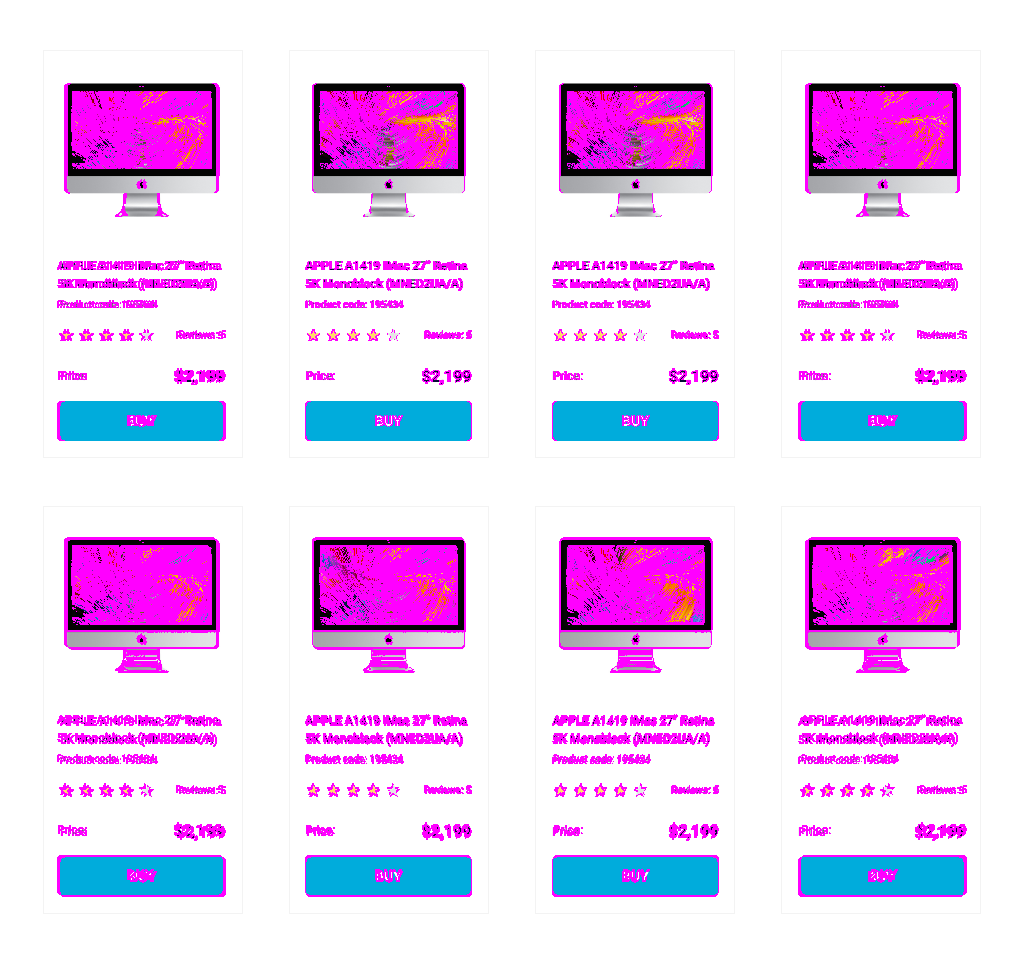 APPLE A1419 iMac 27" Retina
5K Monoblock (MNED2UA/A)
Product code: 195434
Reviews: 5
Price:
$2,199
BUY
APPLE A1419 iMac 27" Retina
5K Monoblock (MNED2UA/A)
Product code: 195434
Reviews: 5
Price:
$2,199
BUY
APPLE A1419 iMac 27" Retina
5K Monoblock (MNED2UA/A)
Product code: 195434
Reviews: 5
Price:
$2,199
BUY
APPLE A1419 iMac 27" Retina
5K Monoblock (MNED2UA/A)
Product code: 195434
Reviews: 5
Price:
$2,199
BUY
APPLE A1419 iMac 27" Retina
5K Monoblock (MNED2UA/A)
Product code: 195434
Reviews: 5
Price:
$2,199
BUY
APPLE A1419 iMac 27" Retina
5K Monoblock (MNED2UA/A)
Product code: 195434
Reviews: 5
Price:
$2,199
BUY
APPLE A1419 iMac 27" Retina
5K Monoblock (MNED2UA/A)
Product code: 195434
Reviews: 5
Price:
$2,199
BUY
APPLE A1419 iMac 27" Retina
5K Monoblock (MNED2UA/A)
Product code: 195434
Reviews: 5
Price:
$2,199
BUY